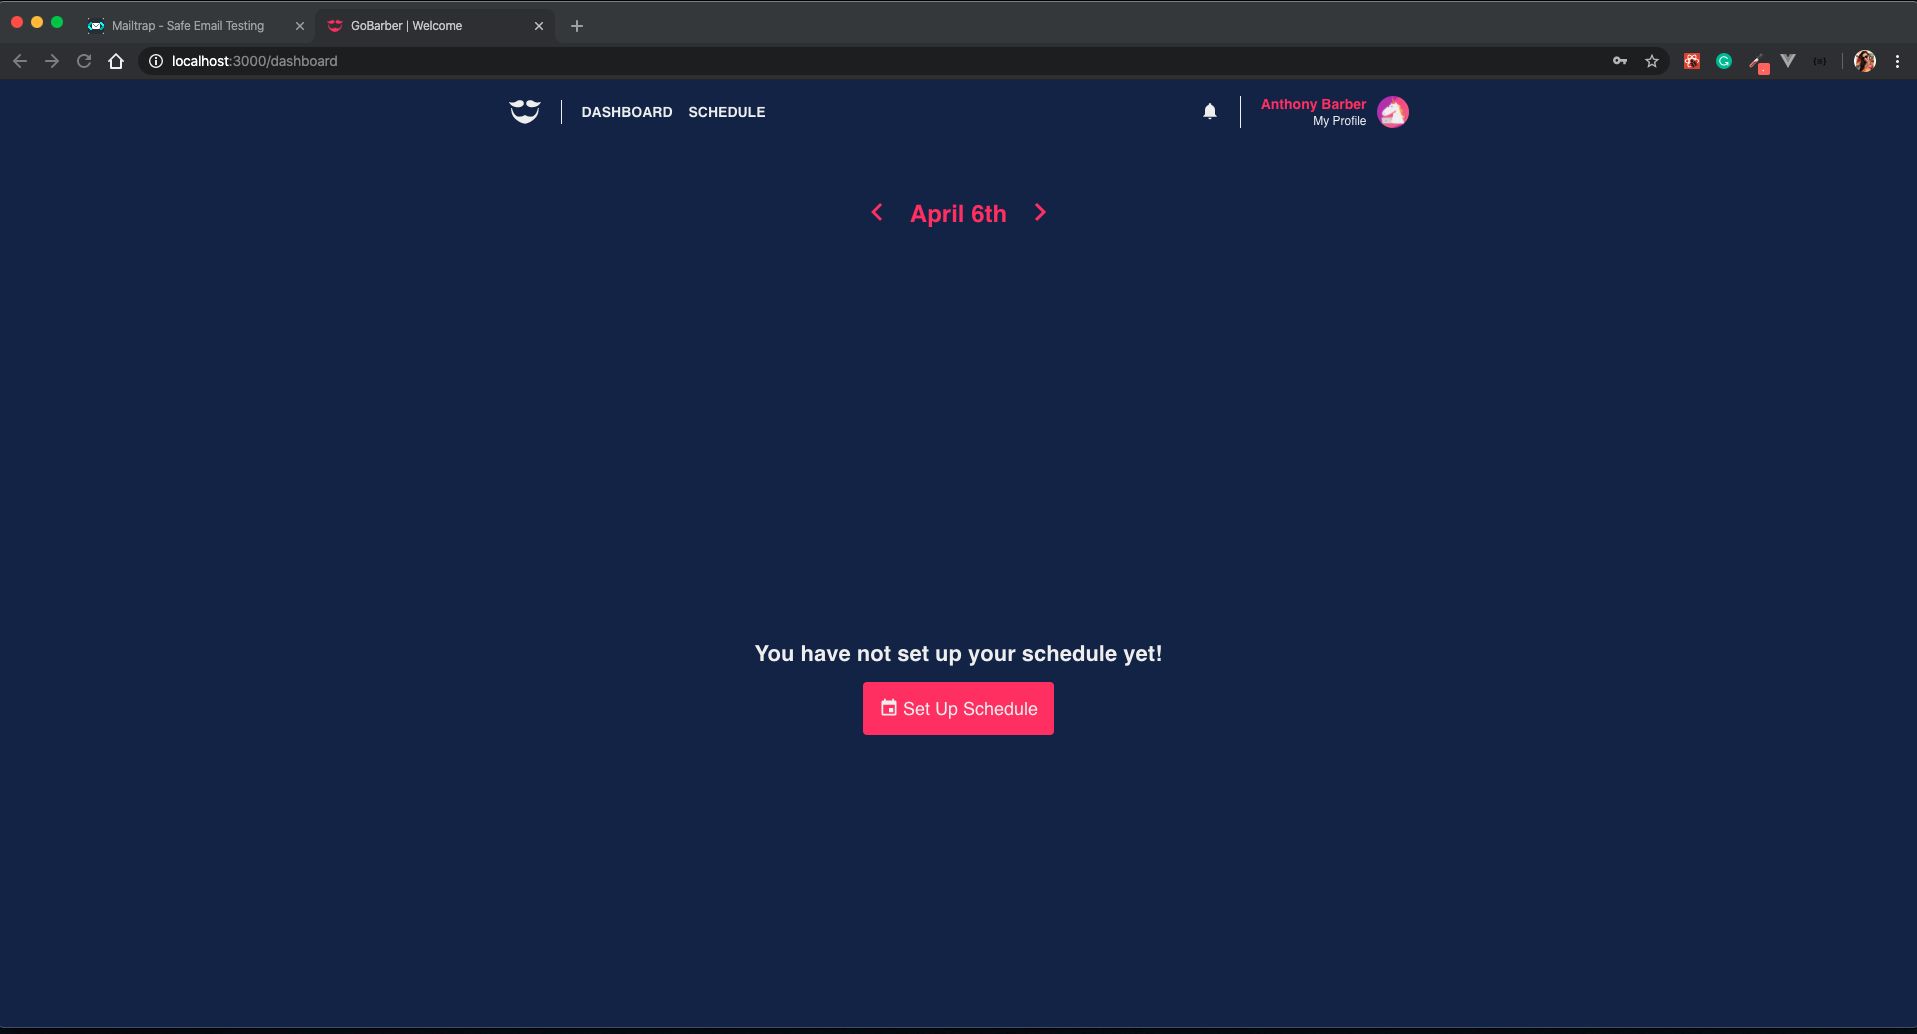 Mailtrap - Safe Email Testing
GoBarber | Welcome
localhost:3000/dashboard
DASHBOARD SCHEDULE
Anthony Barber
My Profile
April 6th
You have not set up your schedule yet!
Set Up Schedule